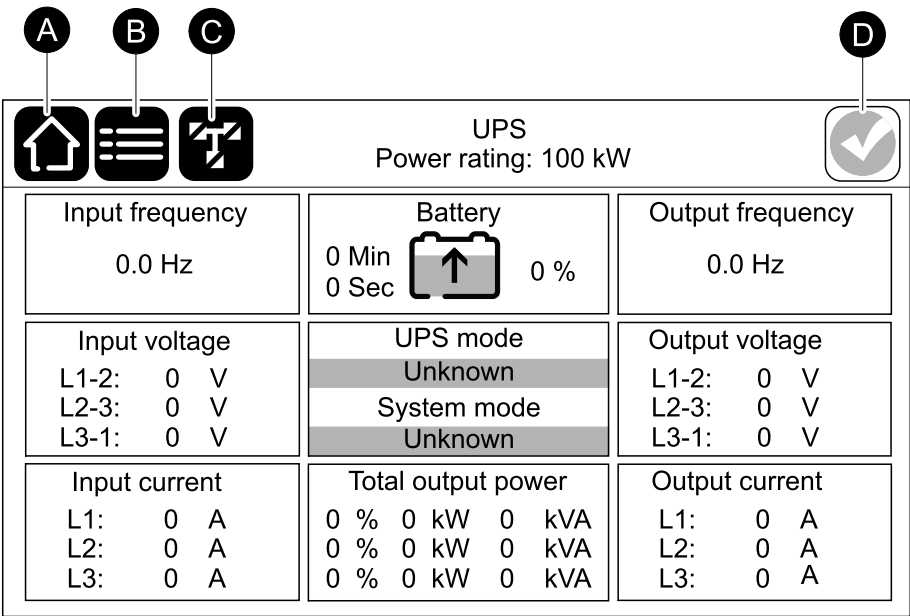 A B C D
UPS
Power rating: 100 kW
Input frequency
0.0 Hz
Battery
0 Min
0 Sec
0 %
Output frequency
0.0 Hz
Input voltage
L1-2: 0 V
L2-3: 0 V
L3-1: 0 V
UPS mode
Unknown
System mode
Unknown
Output voltage
L1-2: 0 V
L2-3: 0 V
L3-1: 0 V
Input current
L1: 0 A
L2: 0 A
L3: 0 A
Total output power
0 % 0 kW 0 kVA
0 % 0 kW 0 kVA
0 % 0 kW 0 kVA
Output current
L1: 0 A
L2: 0 A
L3: 0 A